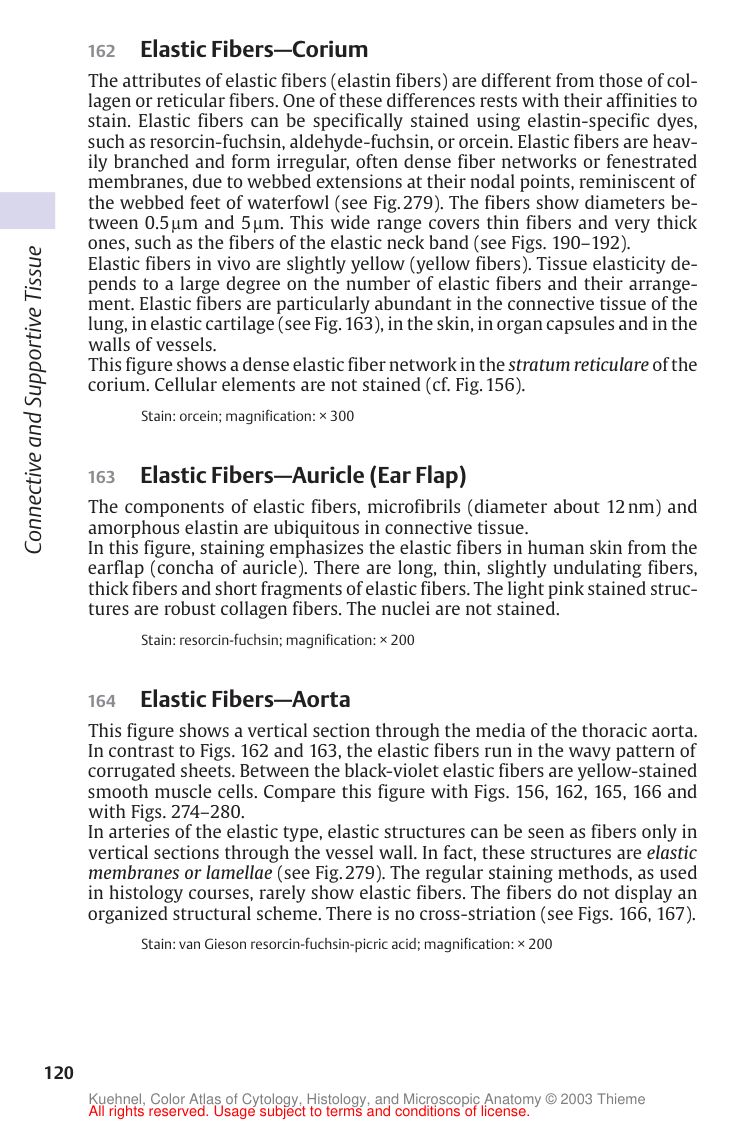 162 Elastic Fibers—Corium
The attributes of elastic fibers (elastin fibers) are different from those of col-
lagen or reticular fibers. One of these differences rests with their affinities to
stain. Elastic fibers can be specifically stained using elastin-specific dyes,
such as resorcin-fuchsin, aldehyde-fuchsin, or orcein. Elastic fibers are heav-
ily branched and form irregular, often dense fiber networks or fenestrated
membranes, due to webbed extensions at their nodal points, reminiscent of
the webbed feet of waterfowl (see Fig. 279). The fibers show diameters be-
tween 0.5 µm and 5 µm. This wide range covers thin fibers and very thick
ones, such as the fibers of the elastic neck band (see Figs. 190–192).
Elastic fibers in vivo are slightly yellow (yellow fibers). Tissue elasticity de-
pends to a large degree on the number of elastic fibers and their arrange-
ment. Elastic fibers are particularly abundant in the connective tissue of the
lung, in elastic cartilage (see Fig. 163), in the skin, in organ capsules and in the
walls of vessels.
This figure shows a dense elastic fiber network in the stratum reticulare of the
corium. Cellular elements are not stained (cf. Fig. 156).
Stain: orcein; magnification: × 300
163 Elastic Fibers—Auricle (Ear Flap)
The components of elastic fibers, microfibrils (diameter about 12 nm) and
amorphous elastin are ubiquitous in connective tissue.
In this figure, staining emphasizes the elastic fibers in human skin from the
earflap (concha of auricle). There are long, thin, slightly undulating fibers,
thick fibers and short fragments of elastic fibers. The light pink stained struc-
tures are robust collagen fibers. The nuclei are not stained.
Stain: resorcin-fuchsin; magnification: × 200
164 Elastic Fibers—Aorta
This figure shows a vertical section through the media of the thoracic aorta.
In contrast to Figs. 162 and 163, the elastic fibers run in the wavy pattern of
corrugated sheets. Between the black-violet elastic fibers are yellow-stained
smooth muscle cells. Compare this figure with Figs. 156, 162, 165, 166 and
with Figs. 274–280.
In arteries of the elastic type, elastic structures can be seen as fibers only in
vertical sections through the vessel wall. In fact, these structures are elastic
membranes or lamellae (see Fig. 279). The regular staining methods, as used
in histology courses, rarely show elastic fibers. The fibers do not display an
organized structural scheme. There is no cross-striation (see Figs. 166, 167).
Stain: van Gieson resorcin-fuchsin-picric acid; magnification: × 200
Connective and Supportive Tissue
120
Kuehnel, Color Atlas of Cytology, Histology, and Microscopic Anatomy © 2003 Thieme
All rights reserved. Usage subject to terms and conditions of license.